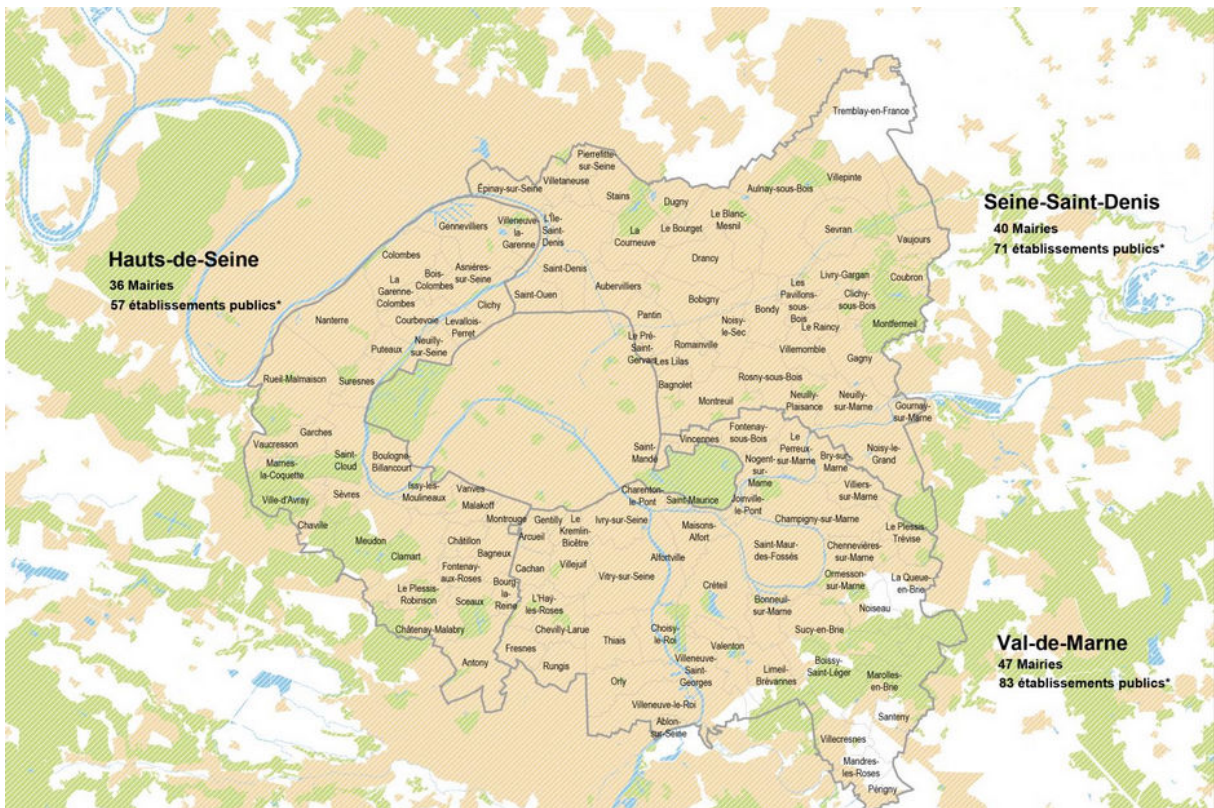 Tremblay-en-France
Pierrefitte-
sur-Seine
Villetaneuse
Épinay-sur-Seine
Stains
Dugny
Aulnay-sous-Bois
Villepinte
Seine-Saint-Denis
40 Mairies
71 établissements publics*
Hauts-de-Seine
36 Mairies
57 établissements publics*
Gennevilliers
Villeneuve-
la-
Garenne
L'Île-
Saint-
Denis
La
Courneuve
Le Bourget
Le Blanc-
Mesnil
Sevran
Vaujours
Colombes
La
Garenne-
Colombes
Bois-
Colombes
Asnières-
sur-Seine
Saint-Denis
Drancy
Livry-Gargan
Coubron
Clichy
Saint-Ouen
Aubervilliers
Bobigny
Les
Pavillons-
sous-
Bois
Clichy-
sous-Bois
Nanterre
Courbevoie
Levallois-
Perret
Pantin
Noisy-
le-Sec
Bondy
Le Raincy
Montfermeil
Puteaux
Neuilly-
sur-Seine
Le Pré-
Saint-
Gervais
Les Lilas
Romainville
Villemomble
Gagny
Rueil-Malmaison
Suresnes
Bagnolet
Rosny-sous-Bois
Montreuil
Neuilly-
Plaisance
Neuilly-
sur-Marne
Gournay-
sur-Marne
Garches
Vaucresson
Marnes-
la-Coquette
Saint-
Cloud
Boulogne-
Billancourt
Saint-
Mandé
Vincennes
Fontenay-
sous-Bois
Nogent-
sur-
Marne
Le
Perreux-
sur-Marne
Bry-sur-
Marne
Noisy-le-
Grand
Ville-d'Avray
Sèvres
Issy-les-
Moulineaux
Vanves
Malakoff
Montrouge
Charenton-
le-Pont
Saint-Maurice
Joinville-
le-Pont
Villiers-
sur-Marne
Chaville
Meudon
Clamart
Châtillon
Bagneux
Gentilly
Arcueil
Le
Kremlin-
Bicêtre
Ivry-sur-Seine
Maisons-
Alfort
Champigny-sur-Marne
Le Plessis-
Trévise
Fontenay-
aux-Roses
Cachan
Villejuif
Vitry-sur-Seine
Alfortville
Saint-Maur-
des-Fossés
Chennevières-
sur-Marne
Le Plessis-
Robinson
Sceaux
Bourg-
la-
Reine
L'Haÿ-
les-Roses
Créteil
Bonneuil-
sur-Marne
Ormesson-
sur-Marne
La Queue-
en-Brie
Noiseau
Châtenay-Malabry
Chevilly-Larue
Thiais
Choisy-
le-Roi
Valenton
Sucy-en-Brie
Val-de-Marne
47 Mairies
83 établissements publics*
Antony
Fresnes
Rungis
Orly
Villeneuve-
Saint-
Georges
Limeil-
Brévannes
Boissy-
Saint-Léger
Marolles-
en-Brie
Villeneuve-le-Roi
Ablon-
sur-Seine
Santeny
Villecresnes
Mandres-
les-Roses
Périgny